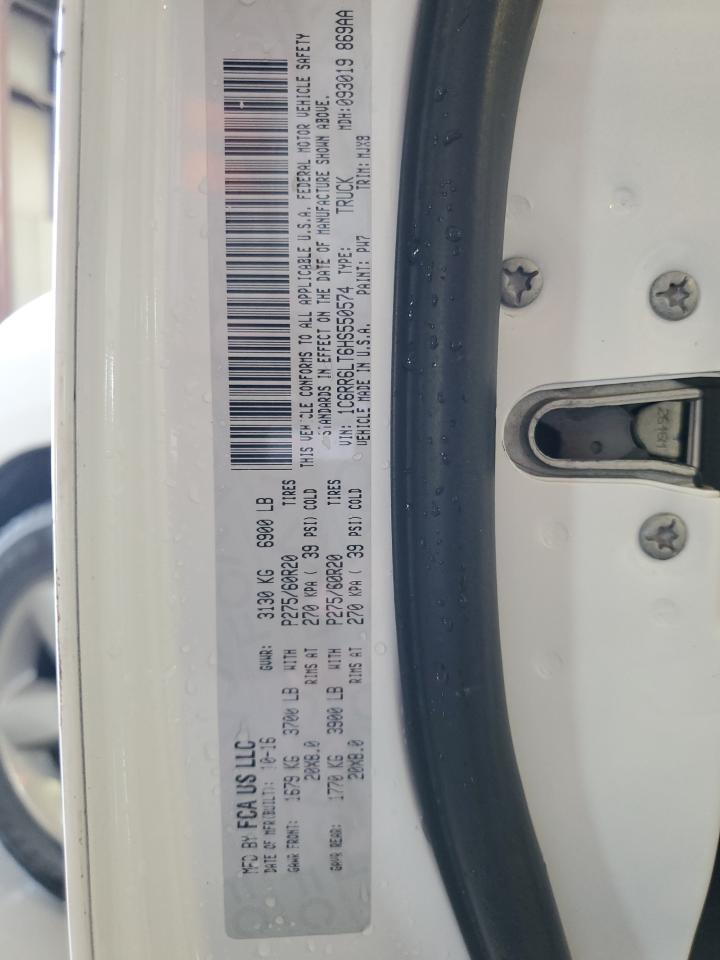 MFD BY: FCA US LLC
DATE OF MFR(BUILT): 10-16 GVWR: 3130 KG 6900 LB
GAWR FRONT: 1679 KG 3700 LB WITH P275/60R20 TIRES
20X8.0 RIMS AT 270 KPA ( 39 PSI) COLD
GAWR REAR: 1770 KG 3900 LB WITH P275/60R20 TIRES
20X8.0 RIMS AT 270 KPA ( 39 PSI) COLD
THIS VEHICLE CONFORMS TO ALL APPLICABLE U.S.A. FEDERAL MOTOR VEHICLE SAFETY
STANDARDS IN EFFECT ON THE DATE OF MANUFACTURE SHOWN ABOVE.
VIN: 1C6RR6LT6HS550574 TYPE: TRUCK MDH:093019 869AA
VEHICLE MADE IN U.S.A. PAINT: PW7 TRIM: MJX8